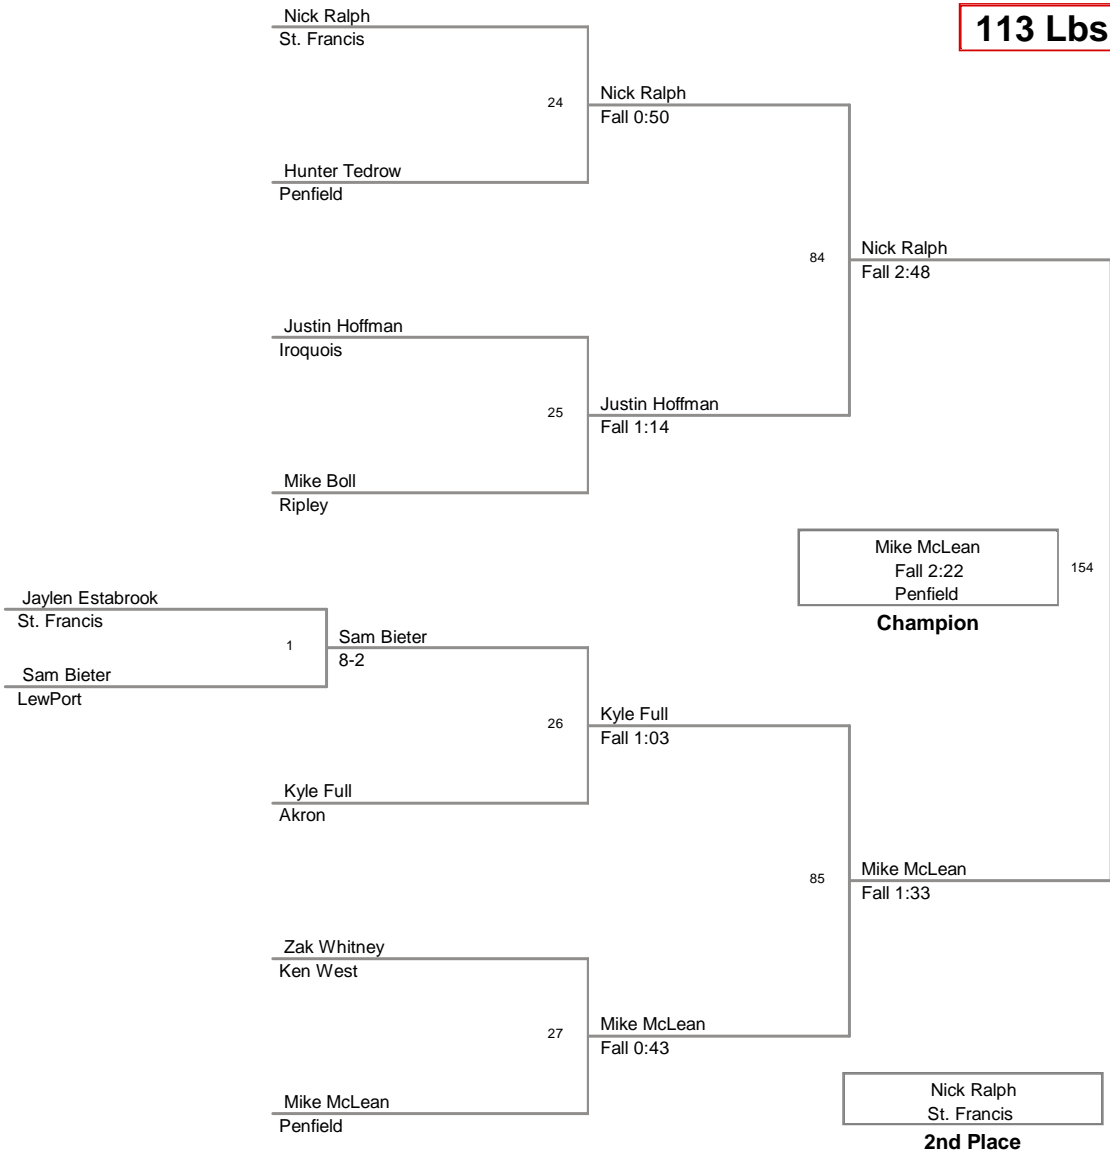 113 Lbs
Nick Ralph
St. Francis
24
Nick Ralph
Fall 0:50
Hunter Tedrow
Penfield
84
Nick Ralph
Fall 2:48
Justin Hoffman
Iroquois
25
Justin Hoffman
Fall 1:14
Mike Boll
Ripley
Mike McLean
Fall 2:22
Penfield
154
Champion
Jaylen Estabrook
St. Francis
1
Sam Bieter
8-2
Sam Bieter
LewPort
26
Kyle Full
Fall 1:03
Kyle Full
Akron
85
Mike McLean
Fall 1:33
Zak Whitney
Ken West
27
Mike McLean
Fall 0:43
Mike McLean
Penfield
Nick Ralph
St. Francis
2nd Place